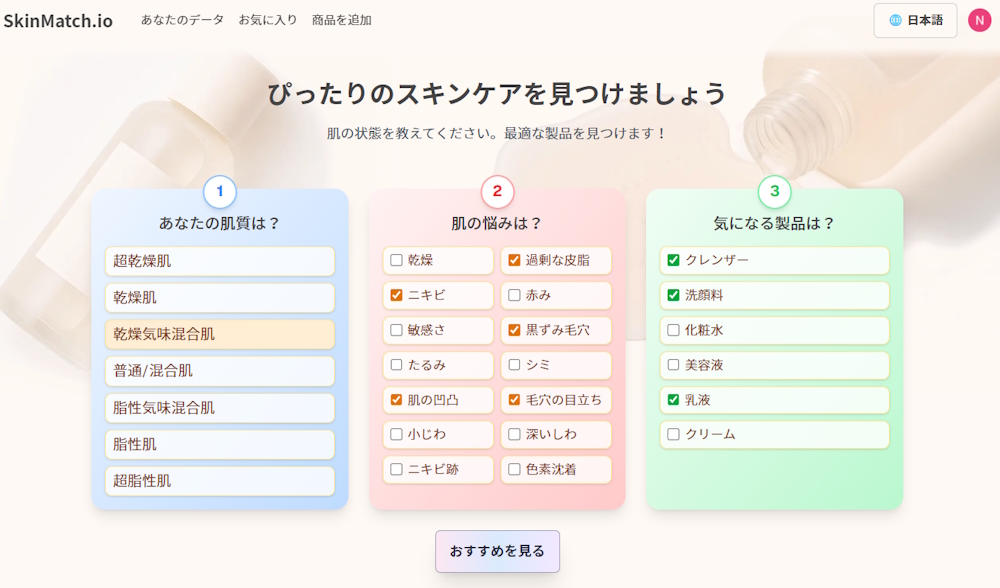 SkinMatch.io
あなたのデータ
お気に入り
商品を追加
日本語
N
ぴったりのスキンケアを見つけましょう
肌の状態を教えてください。最適な製品を見つけます！
1
あなたの肌質は？
超乾燥肌
乾燥肌
乾燥気味混合肌
普通/混合肌
脂性気味混合肌
脂性肌
超脂性肌
2
肌の悩みは？
乾燥
過剰な皮脂
ニキビ
赤み
敏感さ
黒ずみ毛穴
たるみ
シミ
肌の凹凸
毛穴の目立ち
小じわ
深いしわ
ニキビ跡
色素沈着
3
気になる製品は？
クレンザー
洗顔料
化粧水
美容液
乳液
クリーム
おすすめを見る